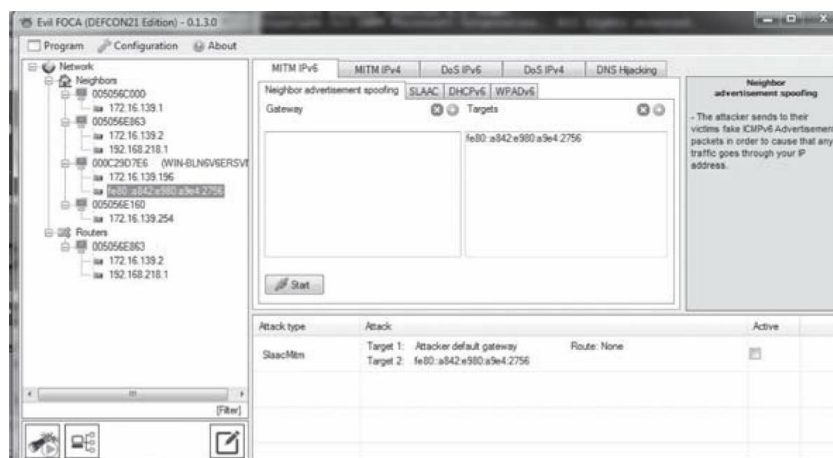 Evil FOCA (DEFCON21 Edition) - 0.1.3.0
Program Configuration About
Network
Neighbors
005056C000
172.16.139.1
005056E863
172.16.139.2
192.168.218.1
000C29D7E6 (WIN-BLN6V6ERSV
172.16.139.196
fe80::a842:e980:a9e4:2756
005056E160
172.16.139.254
Routers
005056E863
172.16.139.2
192.168.218.1
[Filter]
MITM IPv6 MITM IPv4 DoS IPv6 DoS IPv4 DNS Hijacking
Neighbor advertisement spoofing SLAAC DHCPv6 WPADv6
Gateway Targets
fe80::a842:e980:a9e4:2756
Start
Neighbor
advertisement spoofing
- The attacker sends to their
victims fake ICMPv6 Advertisement
packets in order to cause that any
traffic goes through your IP
address.
Attack type Attack Active
SlaacMitm
Target 1: Attacker default gateway Route: None
Target 2: fe80::a842:e980:a9e4:2756